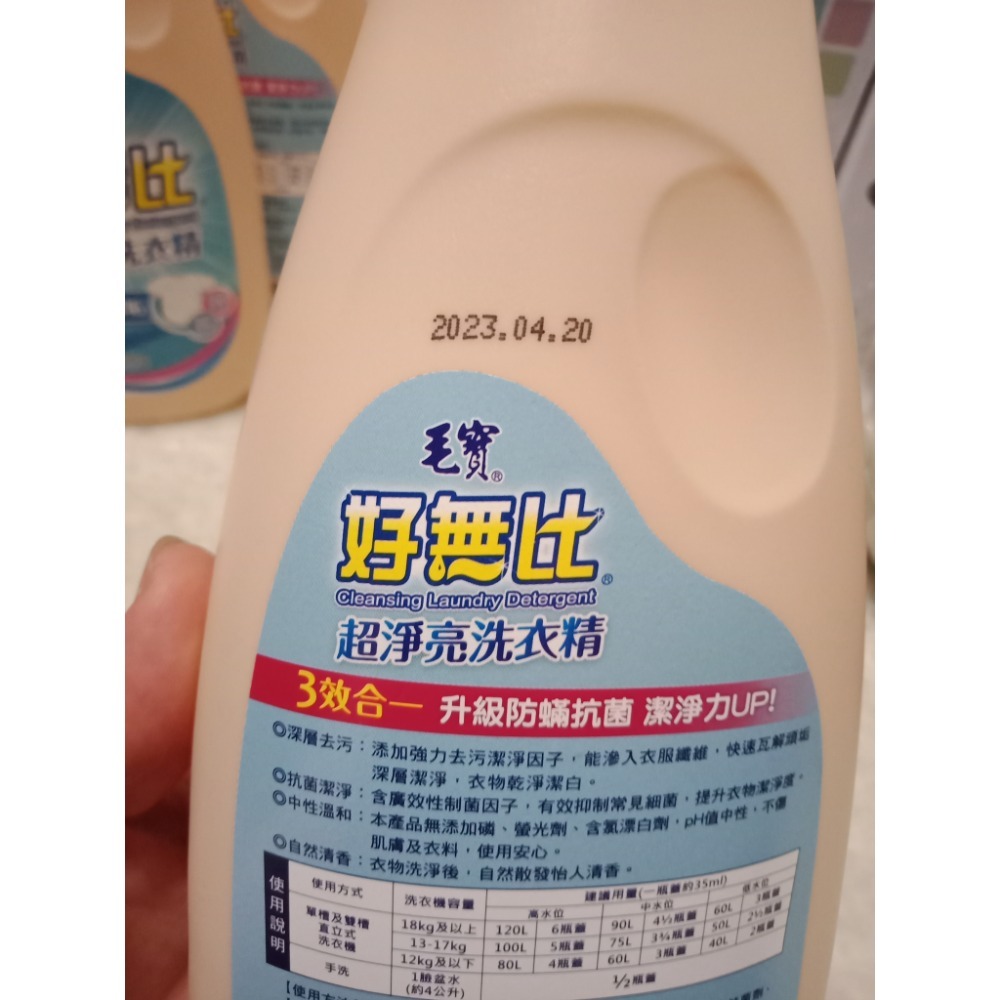 2023.04.20
毛寶®
好無比®
Cleansing Laundry Detergent
超淨亮洗衣精
3效合一 升級防蟎抗菌 潔淨力UP!
◎深層去污：添加強力去污潔淨因子，能滲入衣服纖維，快速瓦解頑垢
深層潔淨，衣物乾淨潔白。
◎抗菌潔淨：含廣效性制菌因子，有效抑制常見細菌，提升衣物潔淨度。
◎中性溫和：本產品無添加磷、螢光劑、含氯漂白劑，pH值中性，不傷
肌膚及衣料，使用安心。
◎自然清香：衣物洗淨後，自然散發怡人清香。
使用說明
使用方式 洗衣機容量 建議用量(一瓶蓋約35ml)
高水位 中水位 低水位
單槽及雙槽
直立式
洗衣機
18kg及以上 120L 6瓶蓋 90L 4½瓶蓋 60L 3瓶蓋
13-17kg 100L 5瓶蓋 75L 3¾瓶蓋 50L 2½瓶蓋
12kg及以下 80L 4瓶蓋 60L 3瓶蓋 40L 2瓶蓋
手洗 1臉盆水
(約4公升) ½瓶蓋
【使用方
比
洗衣精